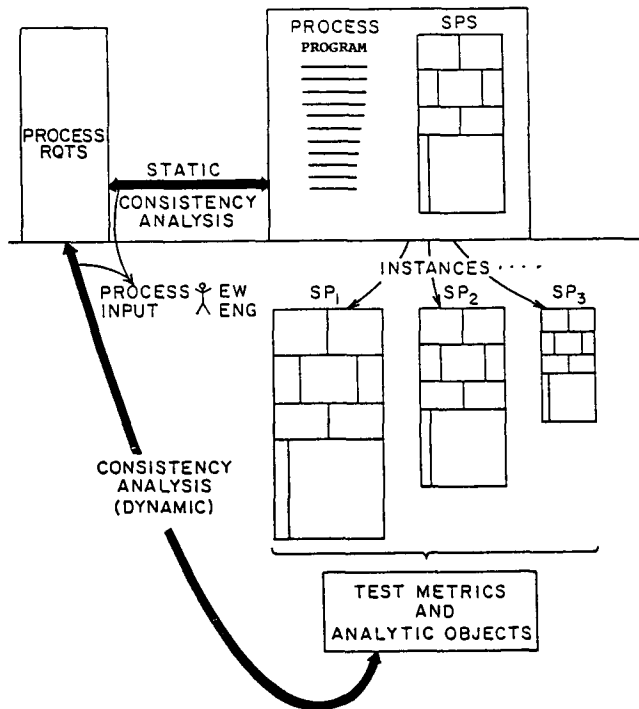 PROCESS
PROGRAM
SPS
PROCESS
RQTS
STATIC
CONSISTENCY
ANALYSIS
INSTANCES ....
PROCESS EW
INPUT ENG
SP1
SP2
SP3
CONSISTENCY
ANALYSIS
(DYNAMIC)
TEST METRICS
AND
ANALYTIC OBJECTS